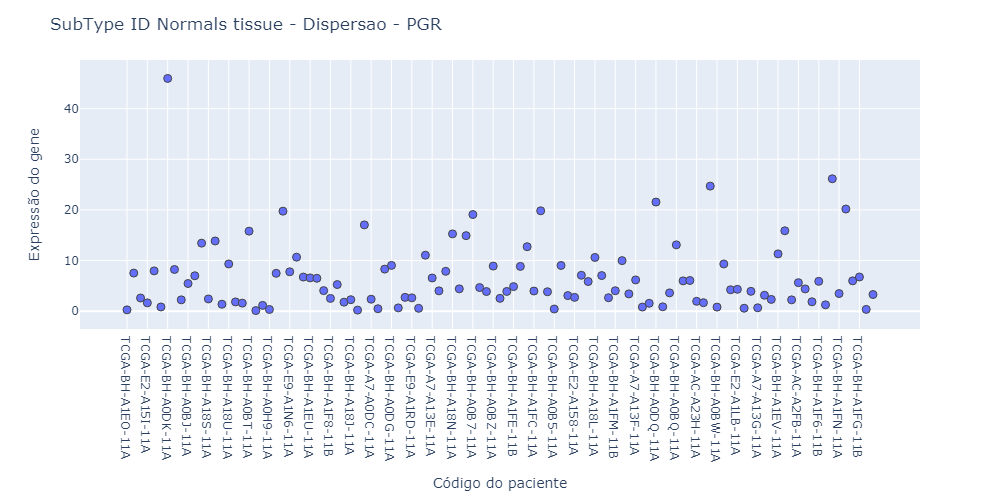 SubType ID Normals tissue - Dispersao - PGR
Expressão do gene
40
30
20
10
0
TCGA-BH-A1EO-11A
TCGA-E2-A15I-11A
TCGA-BH-A0DK-11A
TCGA-BH-A0BJ-11A
TCGA-BH-A18S-11A
TCGA-BH-A18U-11A
TCGA-BH-A0BT-11A
TCGA-BH-A0H9-11A
TCGA-E9-A1N6-11A
TCGA-BH-A1EU-11A
TCGA-BH-A1F8-11B
TCGA-BH-A18J-11A
TCGA-A7-A0DC-11A
TCGA-BH-A0DG-11A
TCGA-E9-A1RD-11A
TCGA-A7-A13E-11A
TCGA-BH-A18N-11A
TCGA-BH-A0B7-11A
TCGA-BH-A0BZ-11A
TCGA-BH-A1FE-11B
TCGA-BH-A1FC-11A
TCGA-BH-A0B5-11A
TCGA-E2-A158-11A
TCGA-BH-A18L-11A
TCGA-BH-A1FM-11B
TCGA-A7-A13F-11A
TCGA-BH-A0DQ-11A
TCGA-BH-A0BQ-11A
TCGA-AC-A23H-11A
TCGA-BH-A0BW-11A
TCGA-E2-A1LB-11A
TCGA-A7-A13G-11A
TCGA-BH-A1EV-11A
TCGA-AC-A2FB-11A
TCGA-BH-A1F6-11B
TCGA-BH-A1FN-11A
TCGA-BH-A1FG-11B
Código do paciente